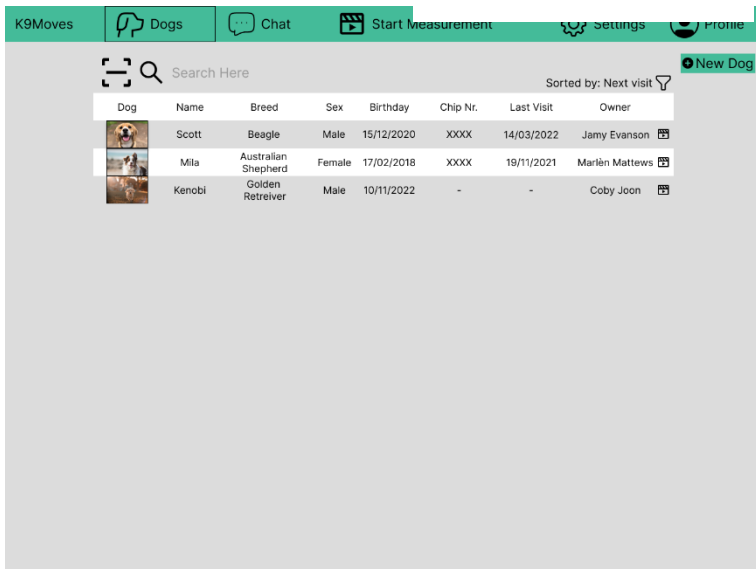 K9Moves Dogs Chat Start Measurement Settings Profile
New Dog
Search Here
Sorted by: Next visit
Dog Name Breed Sex Birthday Chip Nr. Last Visit Owner
Scott Beagle Male 15/12/2020 XXXX 14/03/2022 Jamy Evanson
Mila Australian Shepherd Female 17/02/2018 XXXX 19/11/2021 Marlèn Mattews
Kenobi Golden Retreiver Male 10/11/2022 - - Coby Joon